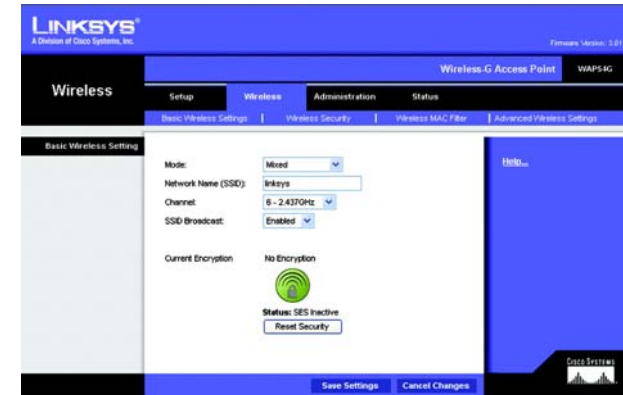 LINKSYS®
A Division of Cisco Systems, Inc.
Firmware Version: 3.01
Wireless-G Access Point WAP54G
Wireless
Setup Wireless Administration Status
Basic Wireless Settings | Wireless Security | Wireless MAC Filter | Advanced Wireless Settings
Basic Wireless Setting
Help...
Mode: Mixed
Network Name (SSID): linksys
Channel: 6 - 2.437GHz
SSID Broadcast: Enabled
Current Encryption No Encryption
Status: SES Inactive
Reset Security
CISCO SYSTEMS
Save Settings Cancel Changes